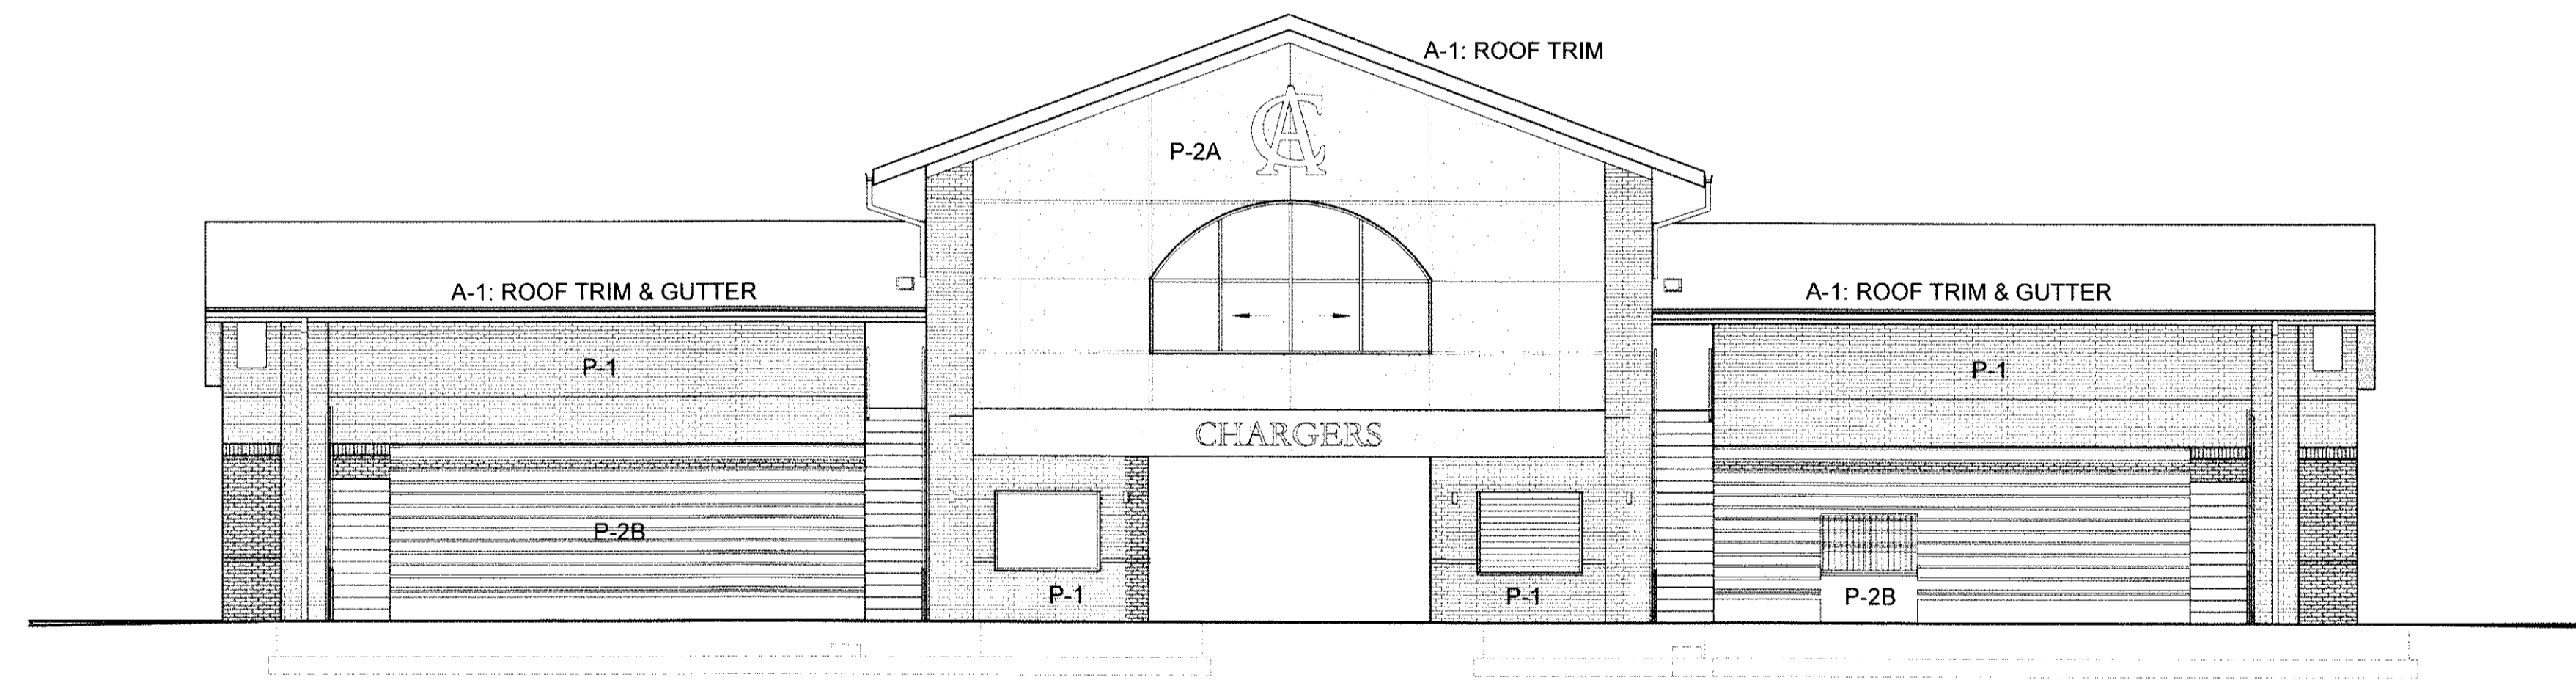 A-1: ROOF TRIM
CA
P-2A
A-1: ROOF TRIM & GUTTER
A-1: ROOF TRIM & GUTTER
P-1
P-1
CHARGERS
P-2B
P-1
P-1
P-2B